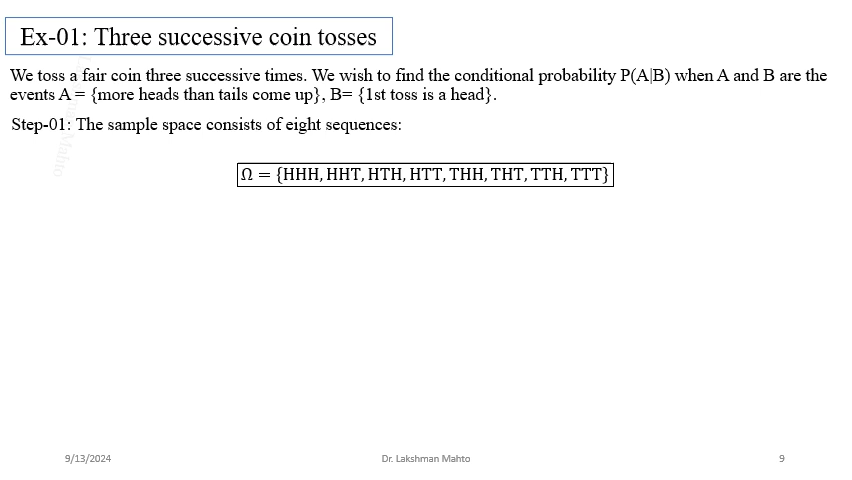 Ex-01: Three successive coin tosses
We toss a fair coin three successive times. We wish to find the conditional probability P(A|B) when A and B are the
events A = {more heads than tails come up}, B= {1st toss is a head}.
Step-01: The sample space consists of eight sequences:
Mahto
Ω = {HHH, HHT, HTH, HTT, THH, THT, TTH, TTT}
9/13/2024
Dr. Lakshman Mahto
9